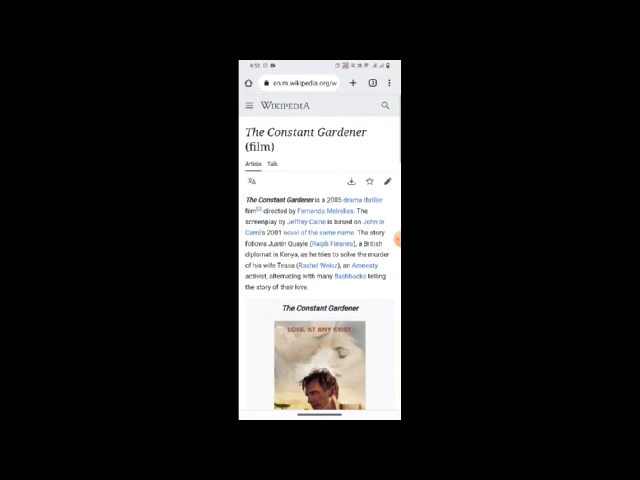 8:52
en.m.wikipedia.org/w
3
WIKIPEDIA
The Constant Gardener
(film)
Article Talk
The Constant Gardener is a 2005 drama thriller
film[3] directed by Fernando Meirelles. The
screenplay by Jeffrey Caine is based on John le
Carré's 2001 novel of the same name. The story
follows Justin Quayle (Ralph Fiennes), a British
diplomat in Kenya, as he tries to solve the murder
of his wife Tessa (Rachel Weisz), an Amnesty
activist, alternating with many flashbacks telling
the story of their love.
The Constant Gardener
LOVE. AT ANY COST.